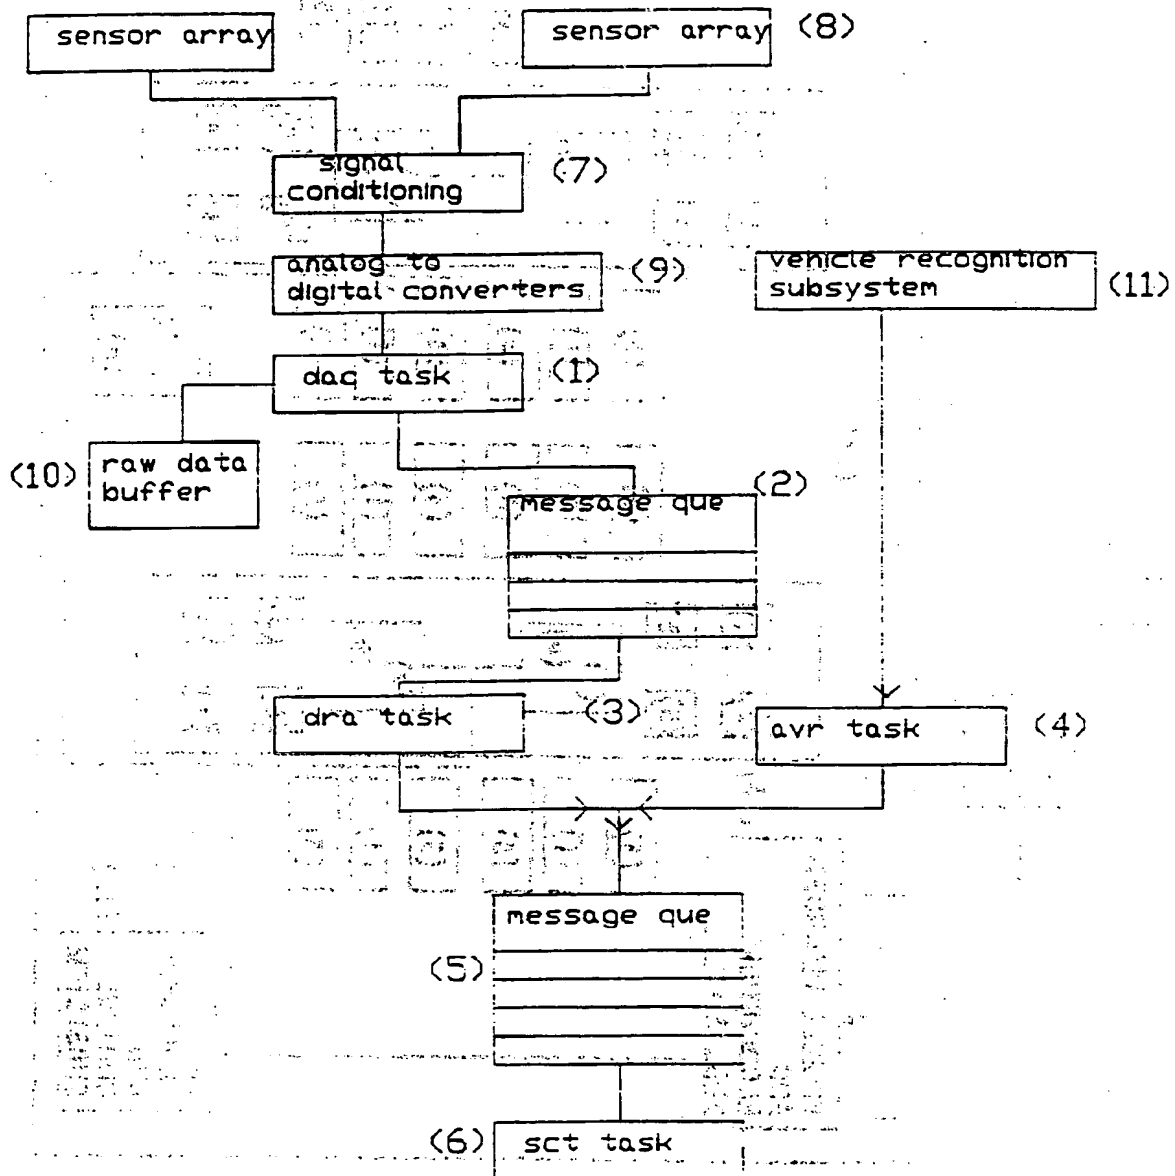 sensor array
sensor array (8)
signal
conditioning (7)
analog to
digital converters (9)
vehicle recognition
subsystem (11)
daq task (1)
(10) raw data
buffer
message que (2)
dra task (3)
avr task (4)
message que
(5)
(6) sct task